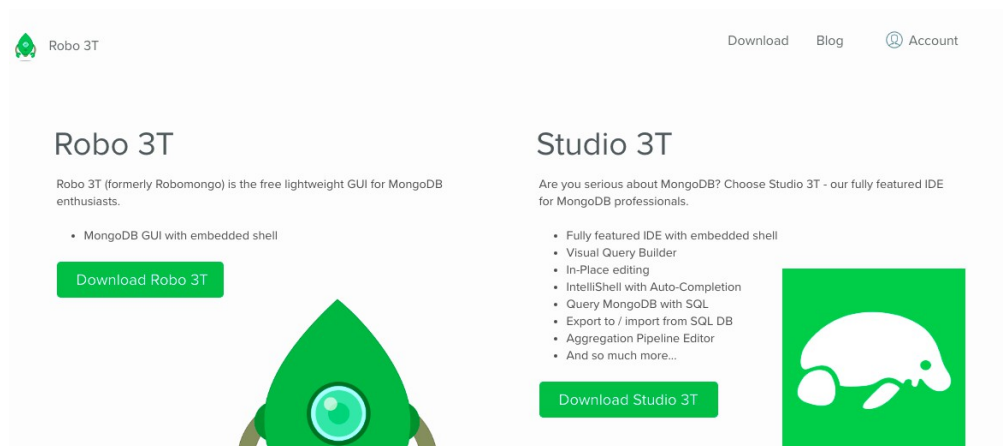 Robo 3T
Download
Blog
Account
Robo 3T
Robo 3T (formerly Robomongo) is the free lightweight GUI for MongoDB
enthusiasts.
• MongoDB GUI with embedded shell
Download Robo 3T
Studio 3T
Are you serious about MongoDB? Choose Studio 3T - our fully featured IDE
for MongoDB professionals.
• Fully featured IDE with embedded shell
• Visual Query Builder
• In-Place editing
• IntelliShell with Auto-Completion
• Query MongoDB with SQL
• Export to / import from SQL DB
• Aggregation Pipeline Editor
• And so much more...
Download Studio 3T